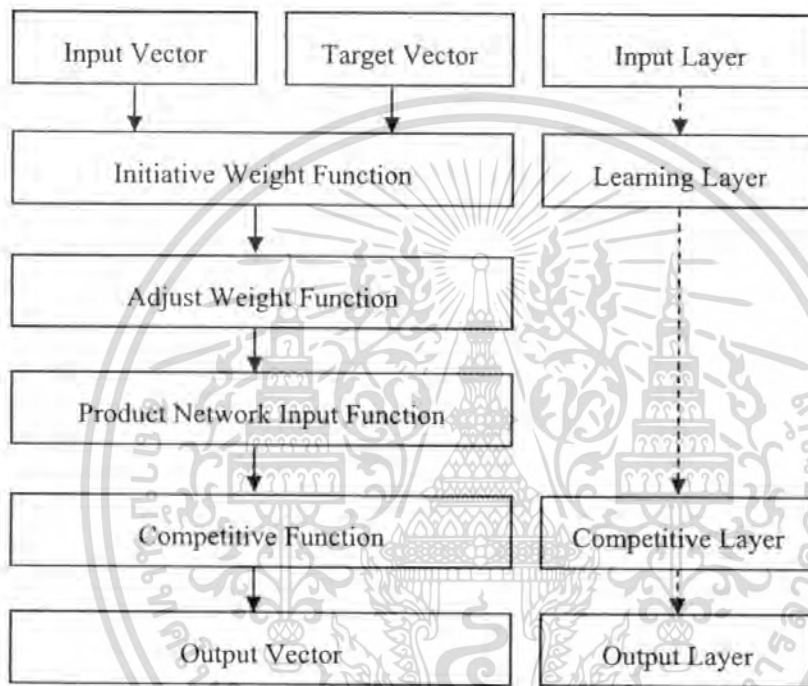 Input Vector
Target Vector
Input Layer
Initiative Weight Function
Learning Layer
Adjust Weight Function
Product Network Input Function
Competitive Function
Competitive Layer
Output Vector
Output Layer